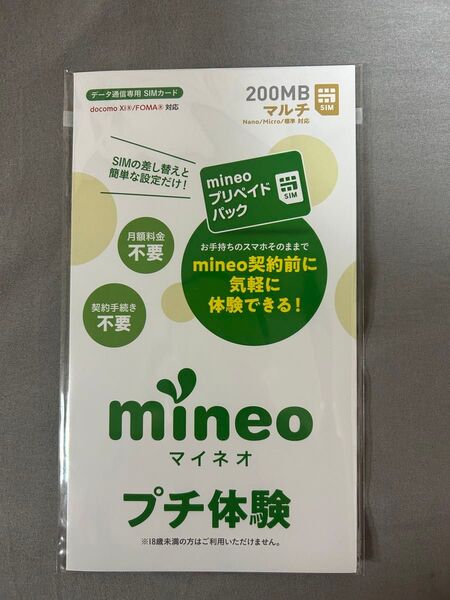 データ通信専用 SIMカード
docomo Xi®/FOMA® 対応
200MB
マルチ
SIM
Nano/Micro/標準 対応
SIMの差し替えと
簡単な設定だけ!
mineo
プリペイド
パック
SIM
月額料金
不要
お手持ちのスマホそのままで
mineo契約前に
気軽に
体験できる!
契約手続き
不要
mineo
マイネオ
プチ体験
※18歳未満の方はご利用いただけません。